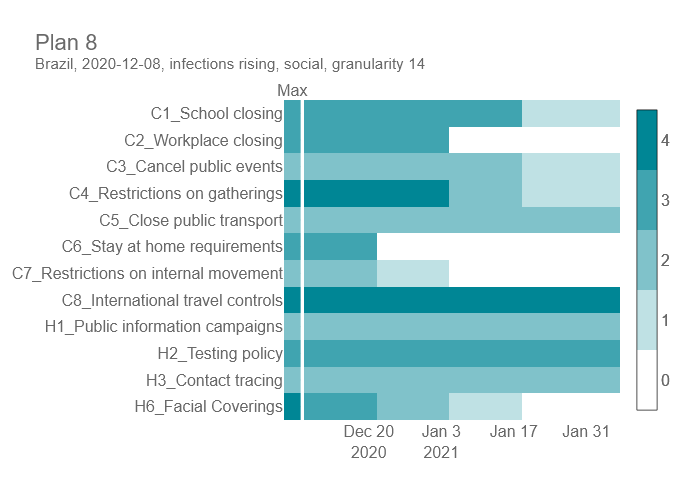 Plan 8
Brazil, 2020-12-08, infections rising, social, granularity 14
Max
C1_School closing
C2_Workplace closing
C3_Cancel public events
C4_Restrictions on gatherings
C5_Close public transport
C6_Stay at home requirements
C7_Restrictions on internal movement
C8_International travel controls
H1_Public information campaigns
H2_Testing policy
H3_Contact tracing
H6_Facial Coverings
4
3
2
1
0
Dec 20 Jan 3 Jan 17 Jan 31
2020 2021